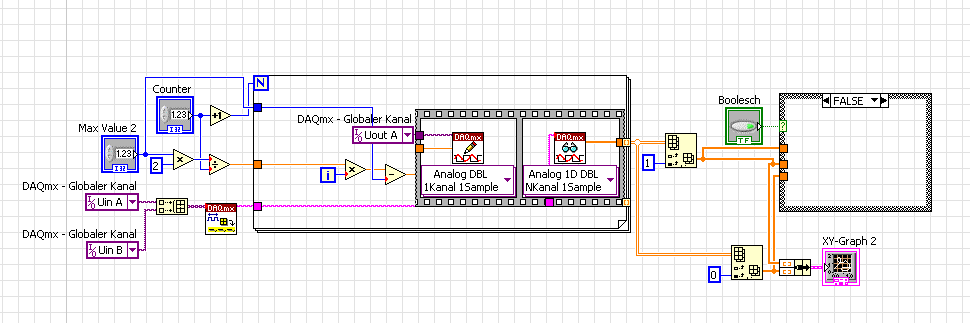 Counter
1.23
I32
N
+1
Max Value 2
1.23
I32
2
DAQmx - Globaler Kanal
Uout A
i
DAQmx
Analog DBL
1Kanal 1Sample
DAQmx
Analog 1D DBL
NKanal 1Sample
1
Boolesch
TF
FALSE
DAQmx - Globaler Kanal
Uin A
DAQmx
DAQmx - Globaler Kanal
Uin B
0
XY-Graph 2